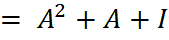 = A² + A + I